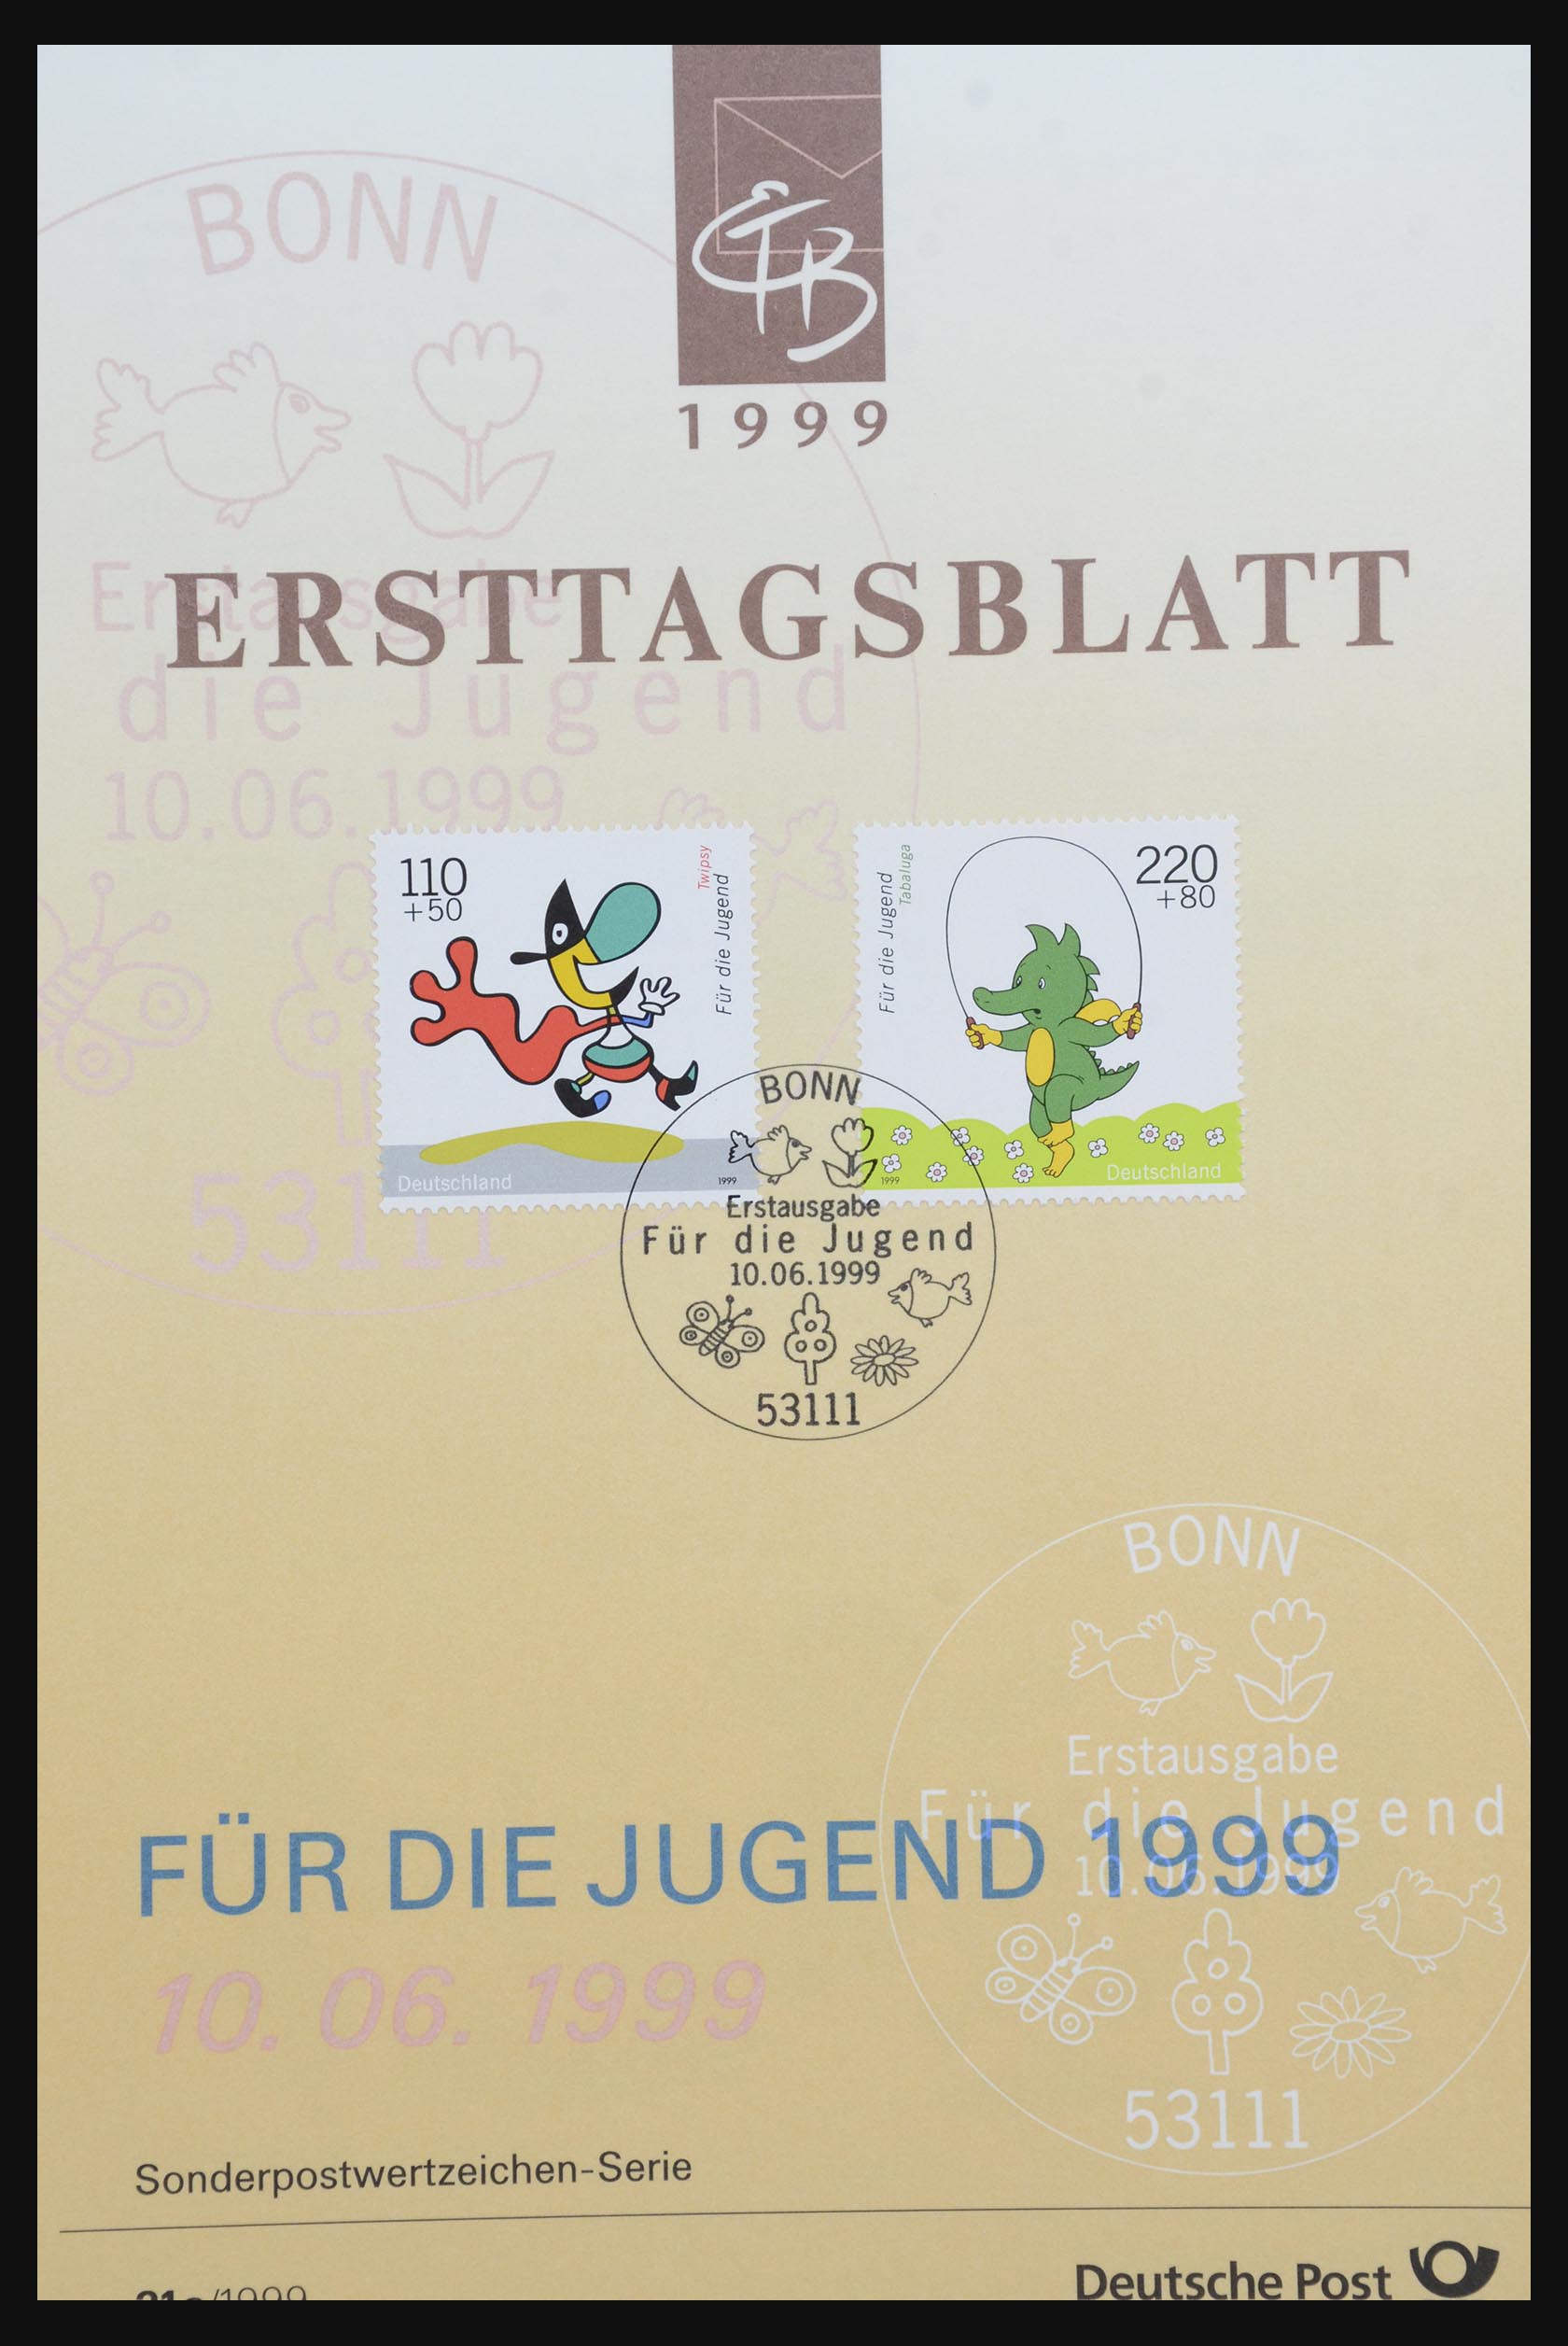 BONN
ETB
1999
ERSTTAGSBLATT
Erstausgabe
die Jugend
10.06.1999
53111
110
+50
Twipsy
Für die Jugend
Deutschland
1999
220
+80
Für die Jugend
Tabaluga
1999
Deutschland
BONN
Erstausgabe
Für die Jugend
10.06.1999
53111
BONN
Erstausgabe
Für die Jugend
10.06.1999
53111
FÜR DIE JUGEND 1999
10. 06. 1999
Sonderpostwertzeichen-Serie
Deutsche Post